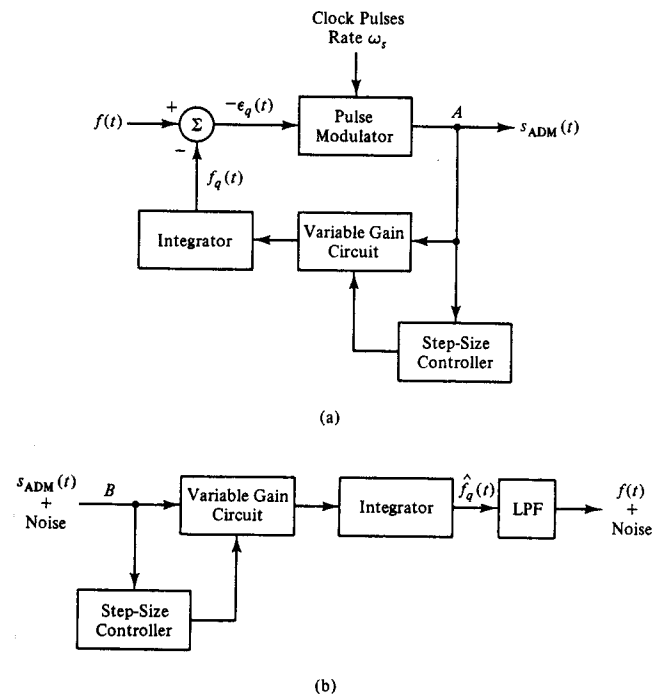 Clock Pulses
Rate ω_s
f(t)
+
Σ
−
−ϵ_q(t)
Pulse
Modulator
A
s_ADM(t)
f_q(t)
Integrator
Variable Gain
Circuit
Step-Size
Controller
(a)
s_ADM(t)
+
Noise
B
Variable Gain
Circuit
Integrator
f̂_q(t)
LPF
f(t)
+
Noise
Step-Size
Controller
(b)